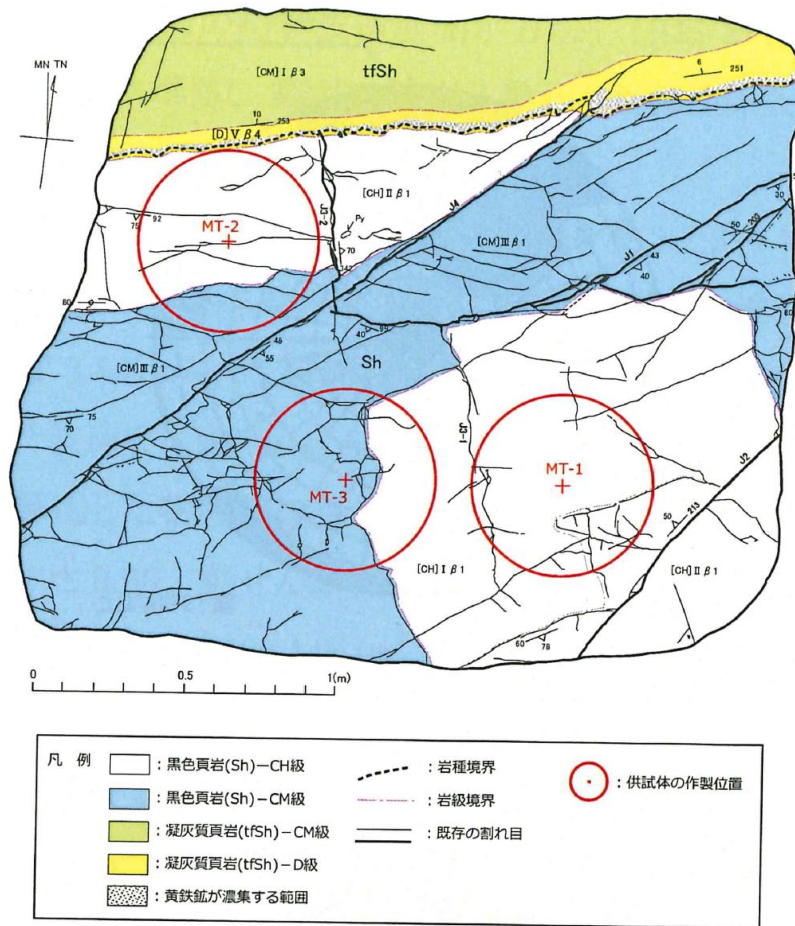 MN TN
tfSh
[CM] Ⅰ β3
6
251
10
253
[D] Ⅴ β4
[CH] Ⅱ β1
J3-2
J4
Py
75
92
MT-2
70
42
[CM] Ⅲ β1
J1
50
203
30
43
40
60
60
40
60
Sh
48
55
[CM] Ⅲ β1
75
70
J3-1
MT-1
MT-3
J2
50
213
[CH] Ⅰ β1
[CH] Ⅱ β1
60
78
0
0.5
1(m)
凡 例
：黒色頁岩(Sh)－CH級
：黒色頁岩(Sh)－CM級
：凝灰質頁岩(tfSh)－CM級
：凝灰質頁岩(tfSh)－D級
：黄鉄鉱が濃集する範囲
：岩種境界
：岩級境界
：既存の割れ目
：供試体の作製位置